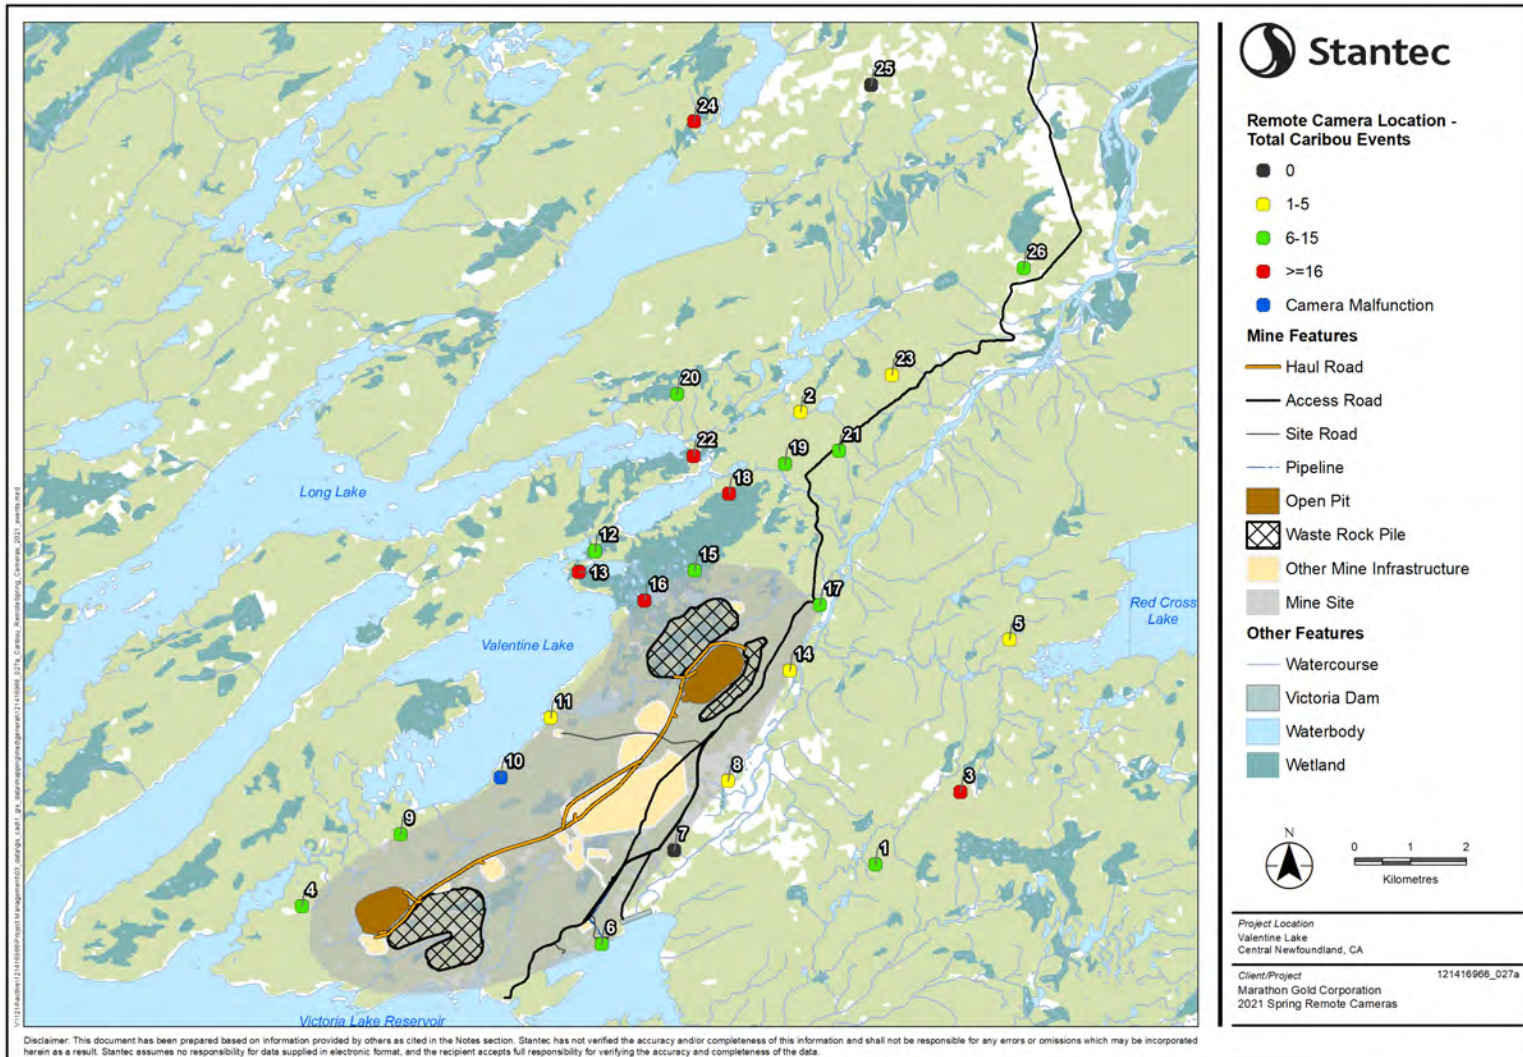 25
24
26
23
20
2
21
22
19
Long Lake
18
12
15
13
16
17
Red Cross
Lake
5
Valentine Lake
14
11
10
8
3
9
7
1
4
6
Victoria Lake Reservoir
Stantec
Remote Camera Location -
Total Caribou Events
0
1-5
6-15
>=16
Camera Malfunction
Mine Features
Haul Road
Access Road
Site Road
Pipeline
Open Pit
Waste Rock Pile
Other Mine Infrastructure
Mine Site
Other Features
Watercourse
Victoria Dam
Waterbody
Wetland
N
0 1 2
Kilometres
Project Location
Valentine Lake
Central Newfoundland, CA
Client/Project 121416966_027a
Marathon Gold Corporation
2021 Spring Remote Cameras
Disclaimer: This document has been prepared based on information provided by others as cited in the Notes section. Stantec has not verified the accuracy and/or completeness of this information and shall not be responsible for any errors or omissions which may be incorporated
herein as a result. Stantec assumes no responsibility for data supplied in electronic format, and the recipient accepts full responsibility for verifying the accuracy and completeness of the data.